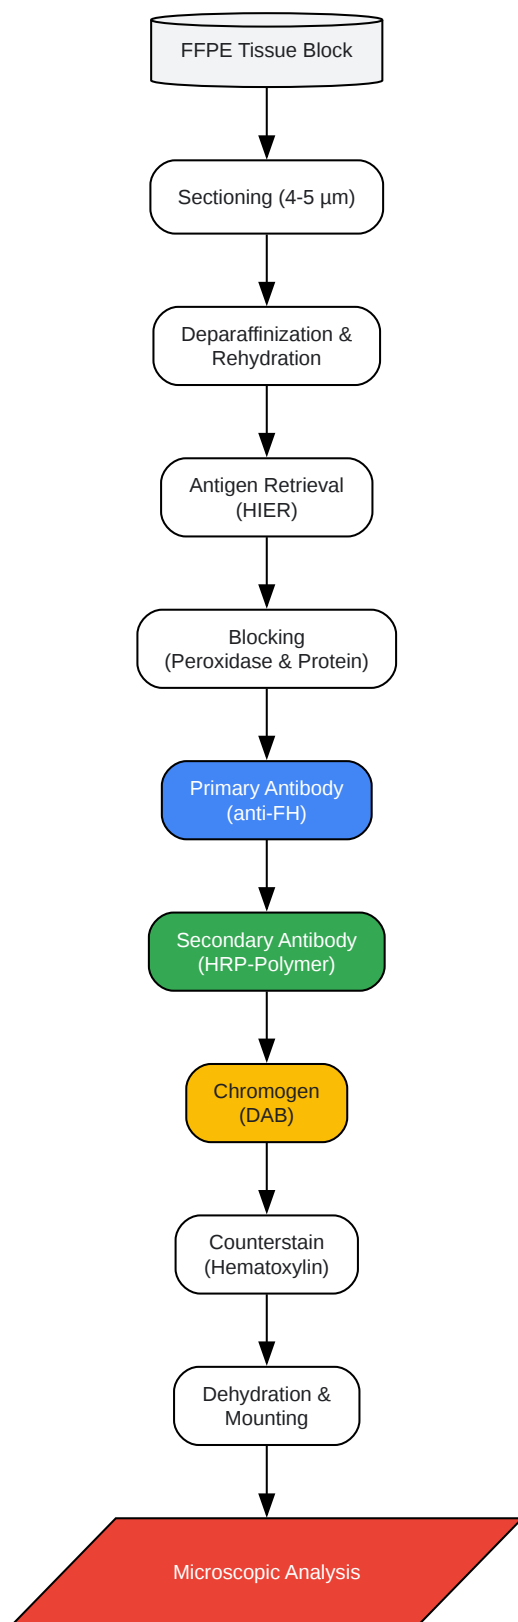 FFPE Tissue Block
Sectioning (4-5 µm)
Deparaffinization &
Rehydration
Antigen Retrieval
(HIER)
Blocking
(Peroxidase & Protein)
Primary Antibody
(anti-FH)
Secondary Antibody
(HRP-Polymer)
Chromogen
(DAB)
Counterstain
(Hematoxylin)
Dehydration &
Mounting
Microscopic Analysis